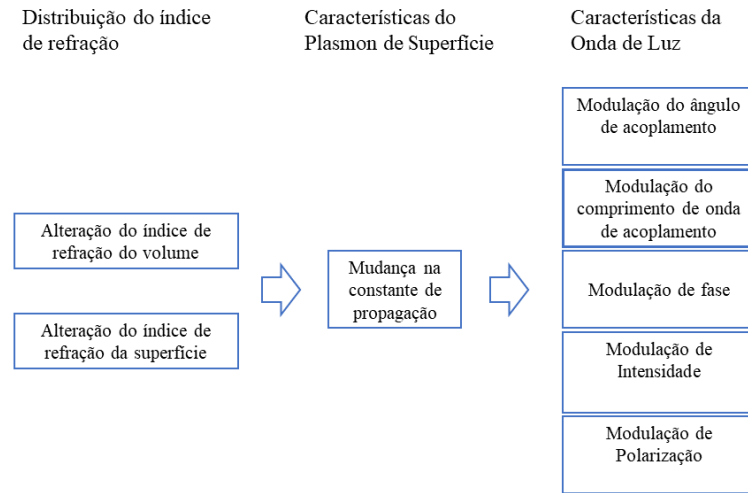 Distribuição do índice
de refração
Características do
Plasmon de Superfície
Características da
Onda de Luz
Alteração do índice de
refração do volume
Alteração do índice de
refração da superfície
Mudança na
constante de
propagação
Modulação do ângulo
de acoplamento
Modulação do
comprimento de onda
de acoplamento
Modulação de fase
Modulação de
Intensidade
Modulação de
Polarização